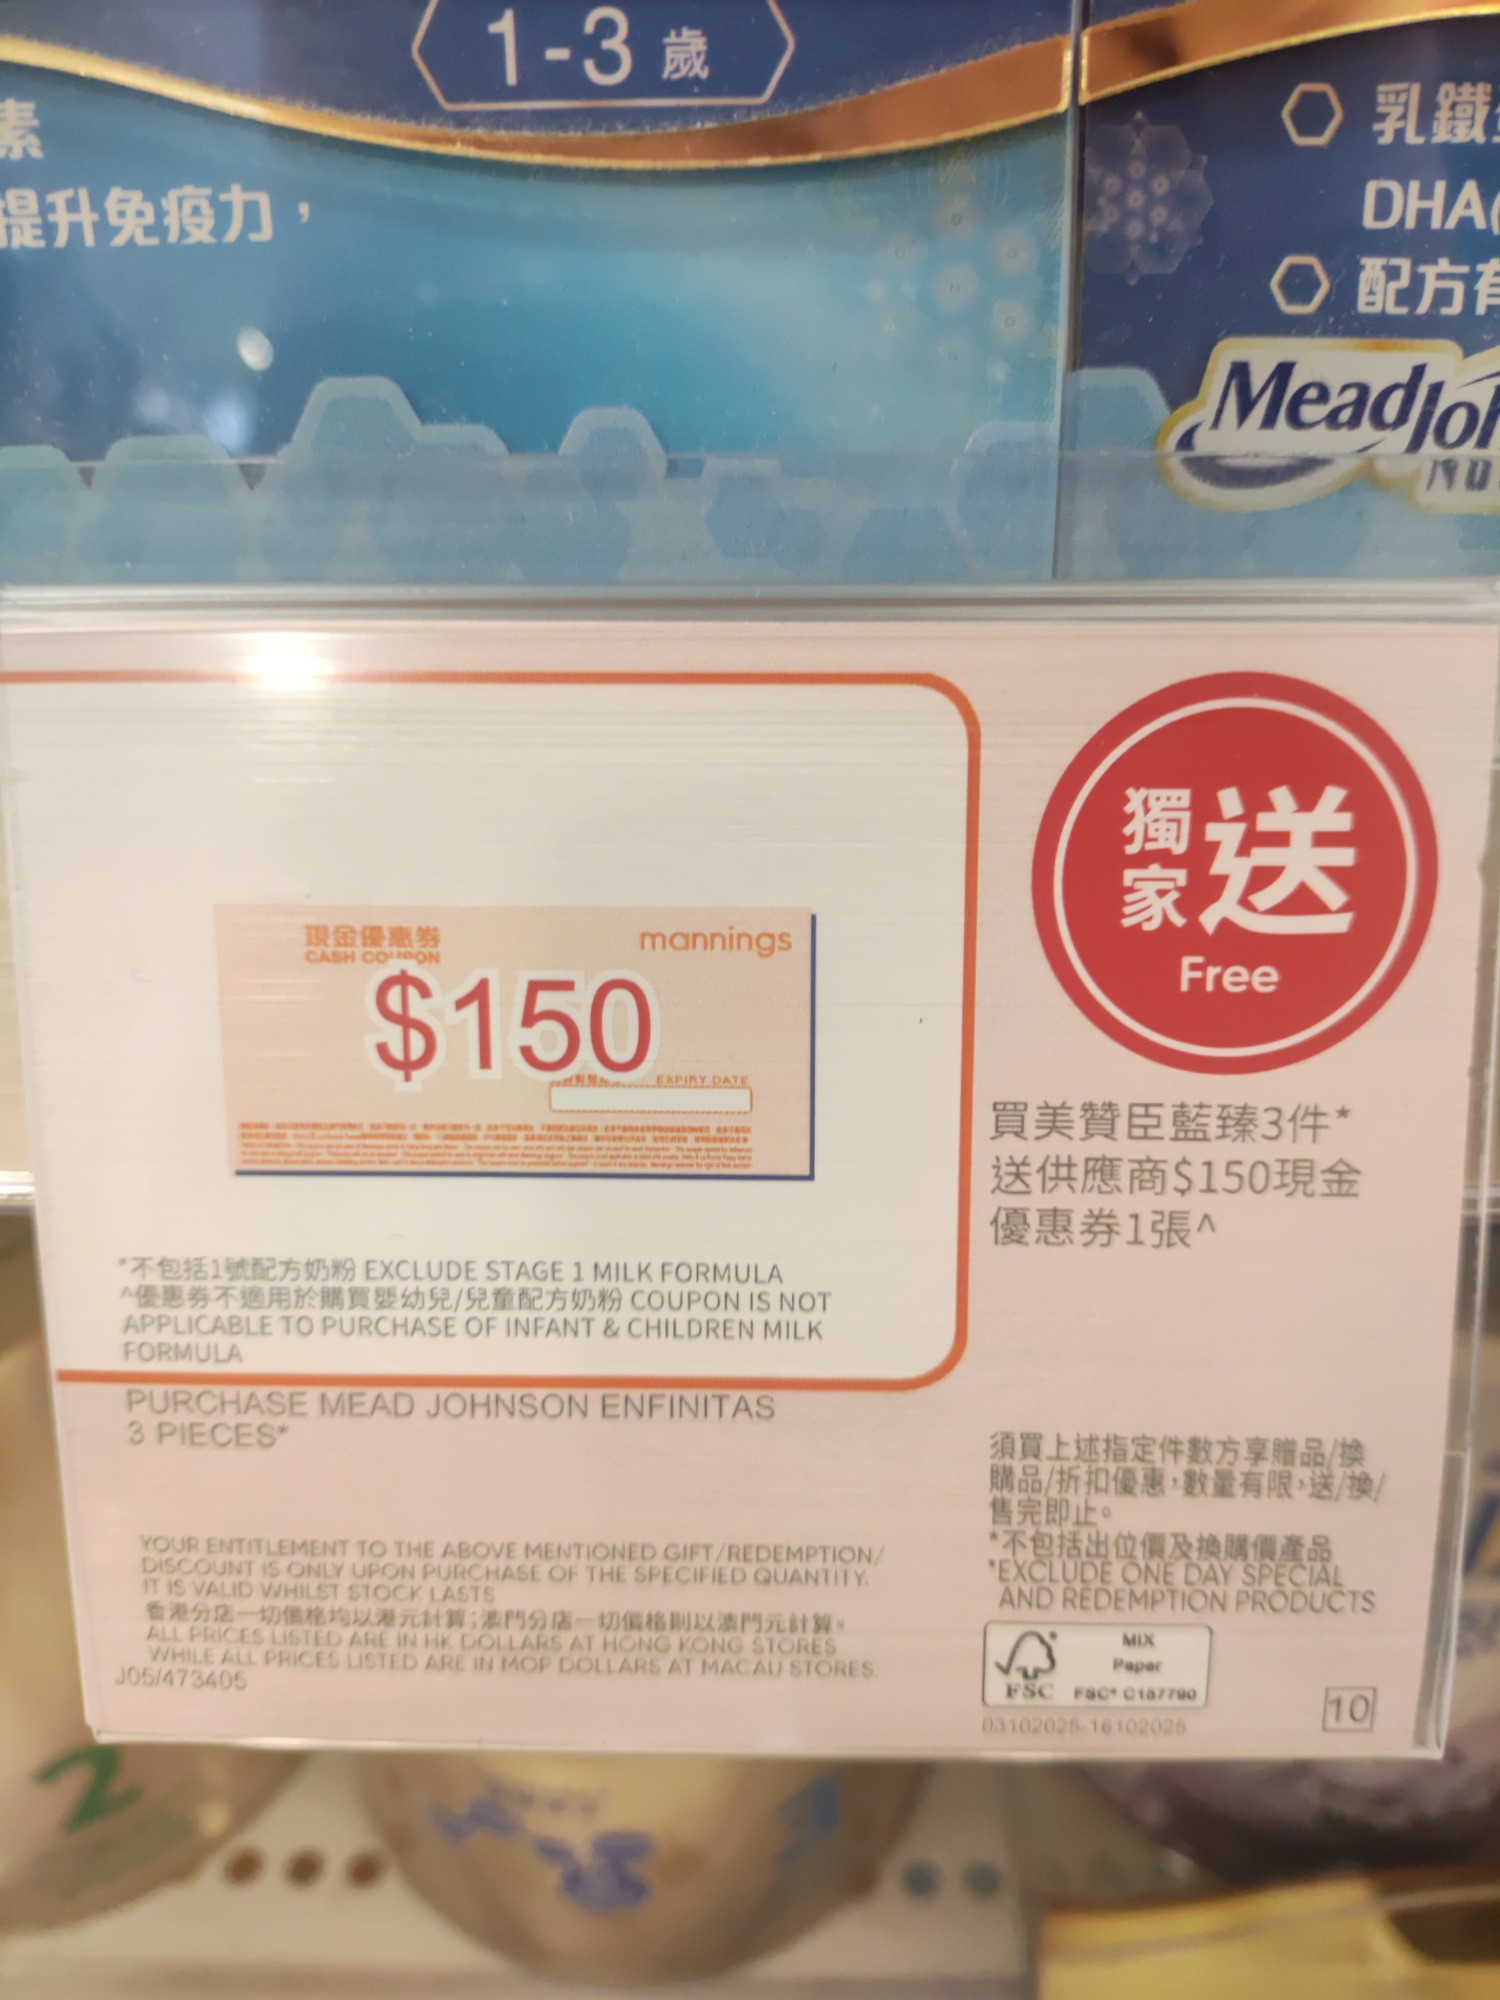 1-3 歲
素
提升免疫力，
乳鐵
DHA(
配方有
MeadJo
Nu
獨家送
Free
現金優惠券
mannings
CASH COUPON
$150
EXPIRY DATE
買美贊臣藍臻3件*
送供應商$150現金
優惠券1張^
*不包括1號配方奶粉 EXCLUDE STAGE 1 MILK FORMULA
^優惠券不適用於購買嬰幼兒/兒童配方奶粉 COUPON IS NOT
APPLICABLE TO PURCHASE OF INFANT & CHILDREN MILK
FORMULA
PURCHASE MEAD JOHNSON ENFINITAS
3 PIECES*
須買上述指定件數方享贈品/換
購品/折扣優惠，數量有限，送/換/
售完即止。
*不包括出位價及換購價產品
*EXCLUDE ONE DAY SPECIAL
AND REDEMPTION PRODUCTS
YOUR ENTITLEMENT TO THE ABOVE MENTIONED GIFT/REDEMPTION/
DISCOUNT IS ONLY UPON PURCHASE OF THE SPECIFIED QUANTITY.
IT IS VALID WHILST STOCK LASTS
香港分店一切價格均以港元計算；澳門分店一切價格則以澳門元計算。
ALL PRICES LISTED ARE IN HK DOLLARS AT HONG KONG STORES
WHILE ALL PRICES LISTED ARE IN MOP DOLLARS AT MACAU STORES.
J05/473405
MIX
Paper
FSC
FSC® C157790
03102025-16102025
10
2